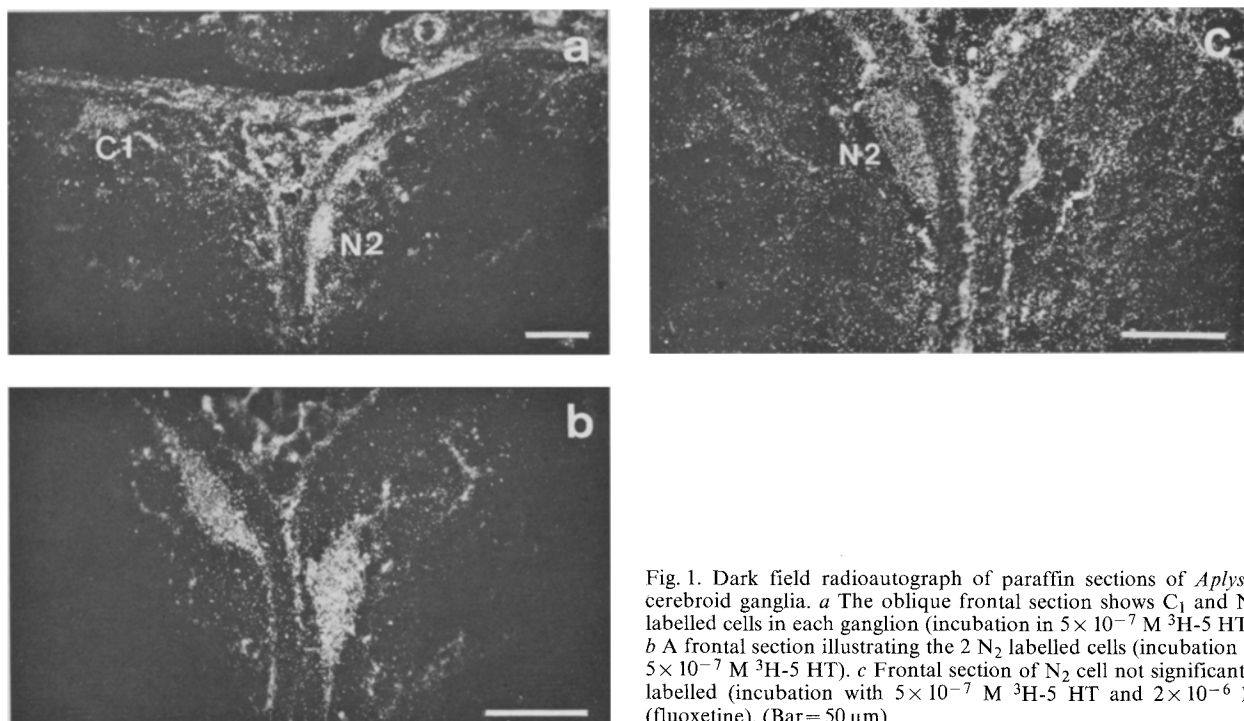 a
C1
N2
b
C
N2
Fig. 1. Dark field radioautograph of paraffin sections of
cerebroid ganglia. a The oblique frontal section shows C₁ and
labelled cells in each ganglion (incubation in 5× 10⁻⁷ M ³H-5 HT
b A frontal section illustrating the 2 N₂ labelled cells (incubation
5× 10⁻⁷ M ³H-5 HT). c Frontal section of N₂ cell not
labelled (incubation with 5× 10⁻⁷ M ³H-5 HT and 2× 10⁻⁶
(fluoxetine). (Bar= 50 µm)